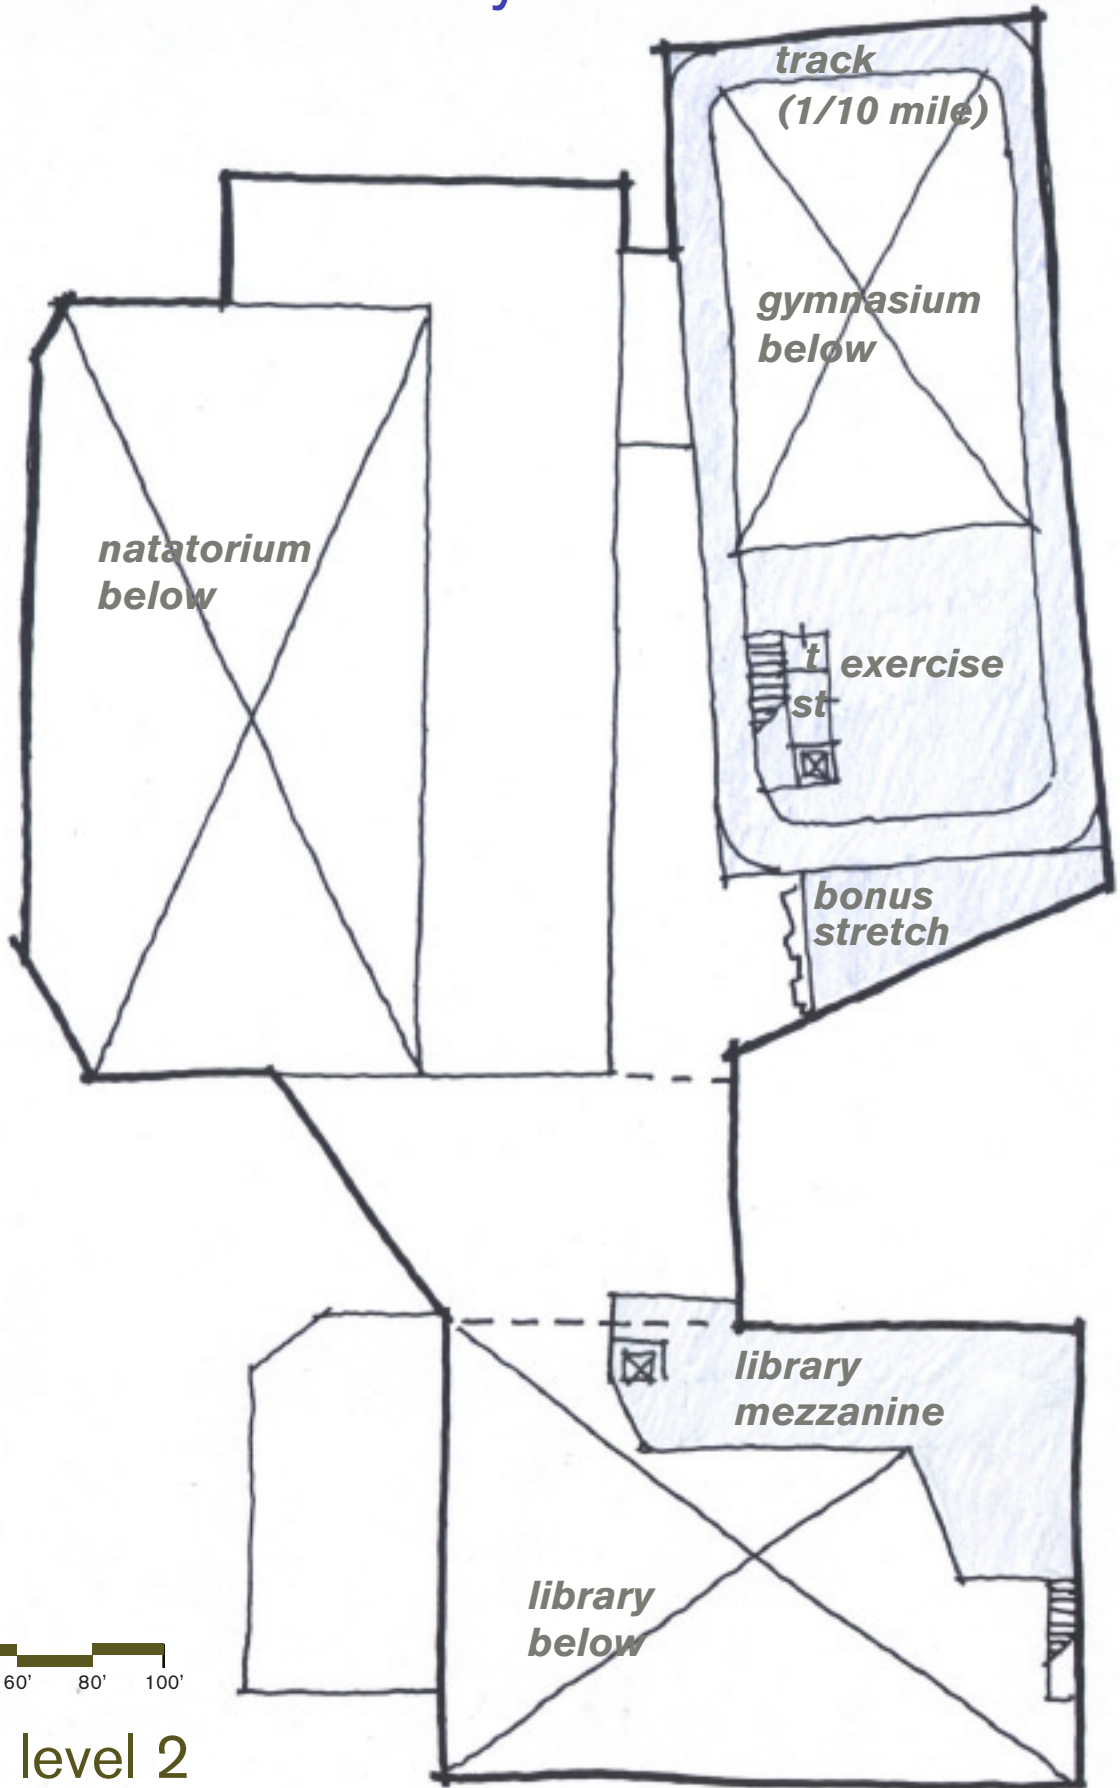 y
track
(1/10 mile)
gymnasium
below
natatorium
below
t
exercise
st
bonus
stretch
library
mezzanine
library
below
60' 80' 100'
level 2